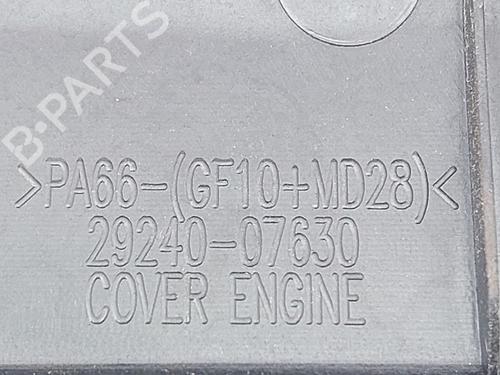 B-PARTS
>PA66-(GF10+MD28)<
29240-07630
COVER ENGINE